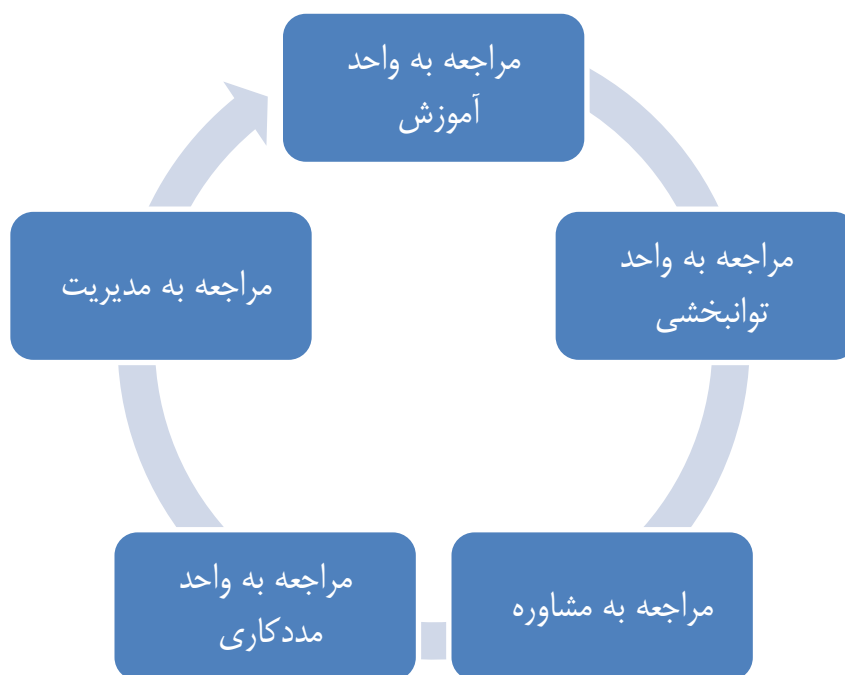 مراجعه به واحد
آموزش
مراجعه به واحد
توانبخشی
مراجعه به مشاوره
مراجعه به واحد
مددکاری
مراجعه به مدیریت